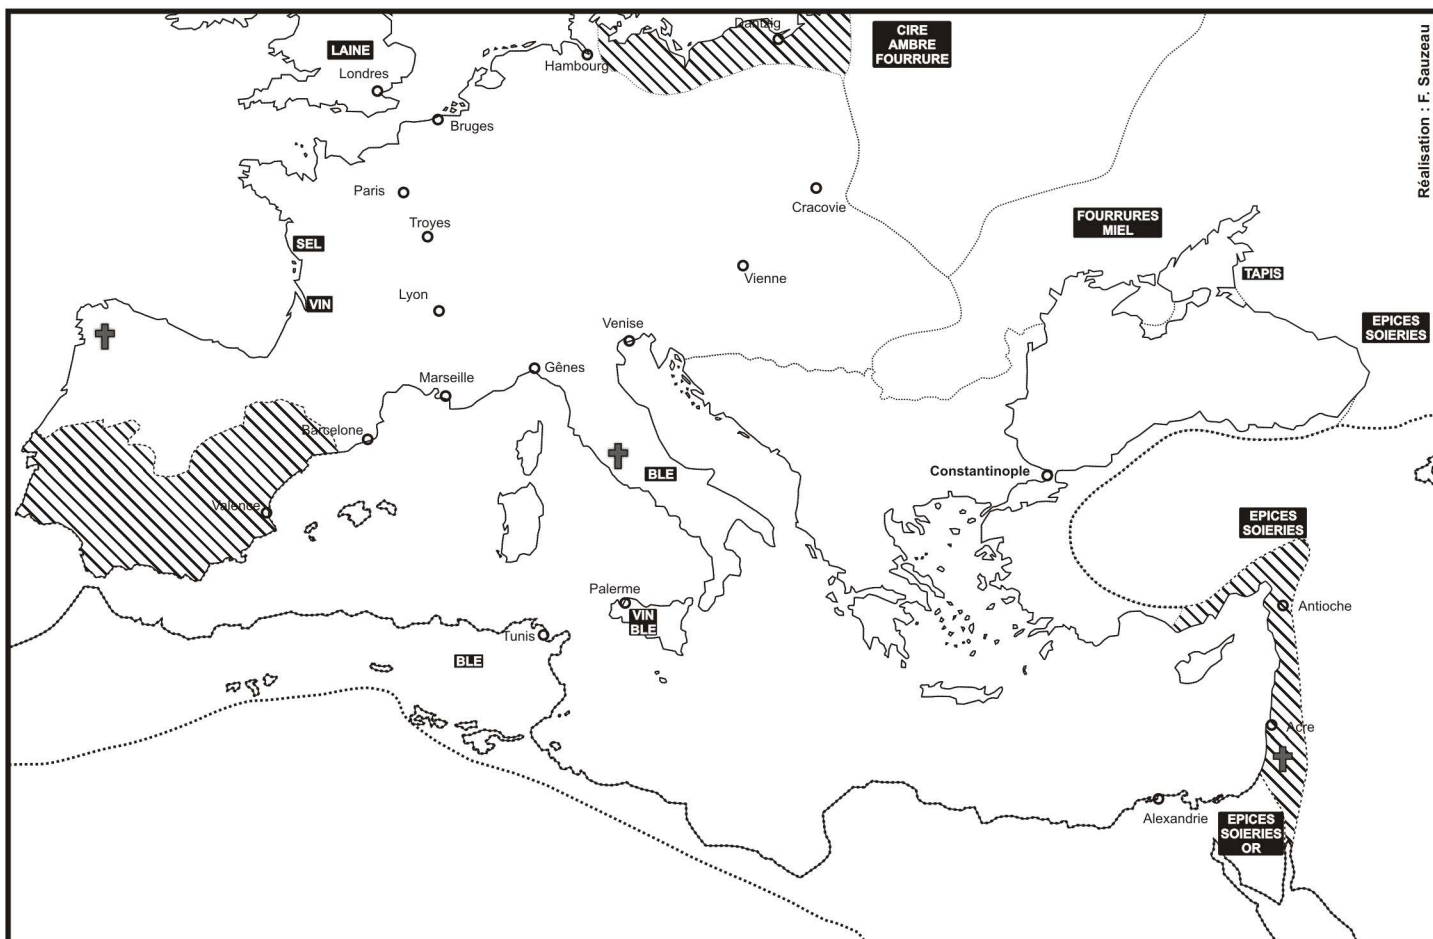 Dantzig
CIRE
AMBRE
FOURRURE
LAINE
Londres
Hambourg
Bruges
Réalisation : F. Sauzeau
Paris
Cracovie
Troyes
FOURRURES
MIEL
SEL
Vienne
TAPIS
VIN
Lyon
Venise
EPICES
SOIERIES
Gênes
Marseille
Barcelone
BLE
Constantinople
Valence
EPICES
SOIERIES
Palerme
Antioche
VIN
BLE
Tunis
BLE
Acre
Alexandrie
EPICES
SOIERIES
OR